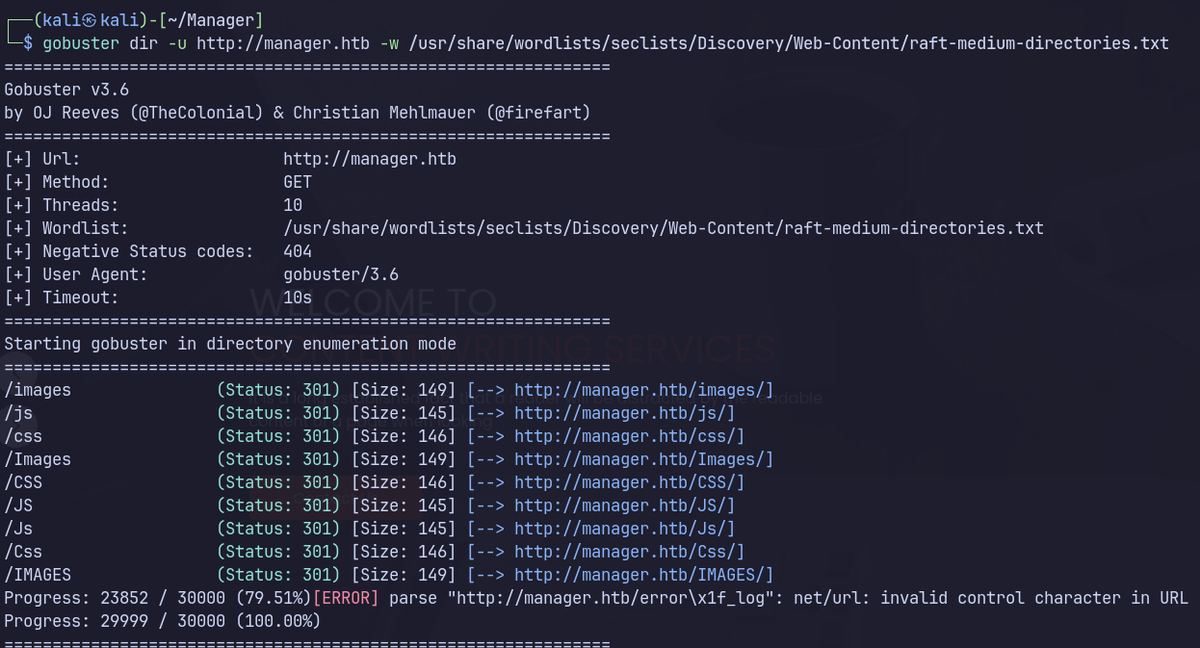 ┌──(kali㉿kali)-[~/Manager]
└─$ gobuster dir -u http://manager.htb -w /usr/share/wordlists/seclists/Discovery/Web-Content/raft-medium-directories.txt
===============================================================
Gobuster v3.6
by OJ Reeves (@TheColonial) & Christian Mehlmauer (@firefart)
===============================================================
[+] Url:                     http://manager.htb
[+] Method:                  GET
[+] Threads:                 10
[+] Wordlist:                /usr/share/wordlists/seclists/Discovery/Web-Content/raft-medium-directories.txt
[+] Negative Status codes:   404
[+] User Agent:              gobuster/3.6
[+] Timeout:                 10s
WELCOME TO
===============================================================
Starting gobuster in directory enumeration mode
CONTENT WRITING SERVICES
===============================================================
/images               (Status: 301) [Size: 149] [--> http://manager.htb/images/]
/js                   (Status: 301) [Size: 145] [--> http://manager.htb/js/]
/css                  (Status: 301) [Size: 146] [--> http://manager.htb/css/]
/Images               (Status: 301) [Size: 149] [--> http://manager.htb/Images/]
/CSS                  (Status: 301) [Size: 146] [--> http://manager.htb/CSS/]
/JS                   (Status: 301) [Size: 145] [--> http://manager.htb/JS/]
/Js                   (Status: 301) [Size: 145] [--> http://manager.htb/Js/]
/Css                  (Status: 301) [Size: 146] [--> http://manager.htb/Css/]
/IMAGES               (Status: 301) [Size: 149] [--> http://manager.htb/IMAGES/]
Progress: 23852 / 30000 (79.51%)[ERROR] parse "http://manager.htb/error\x1f_log": net/url: invalid control character in URL
Progress: 29999 / 30000 (100.00%)
===============================================================